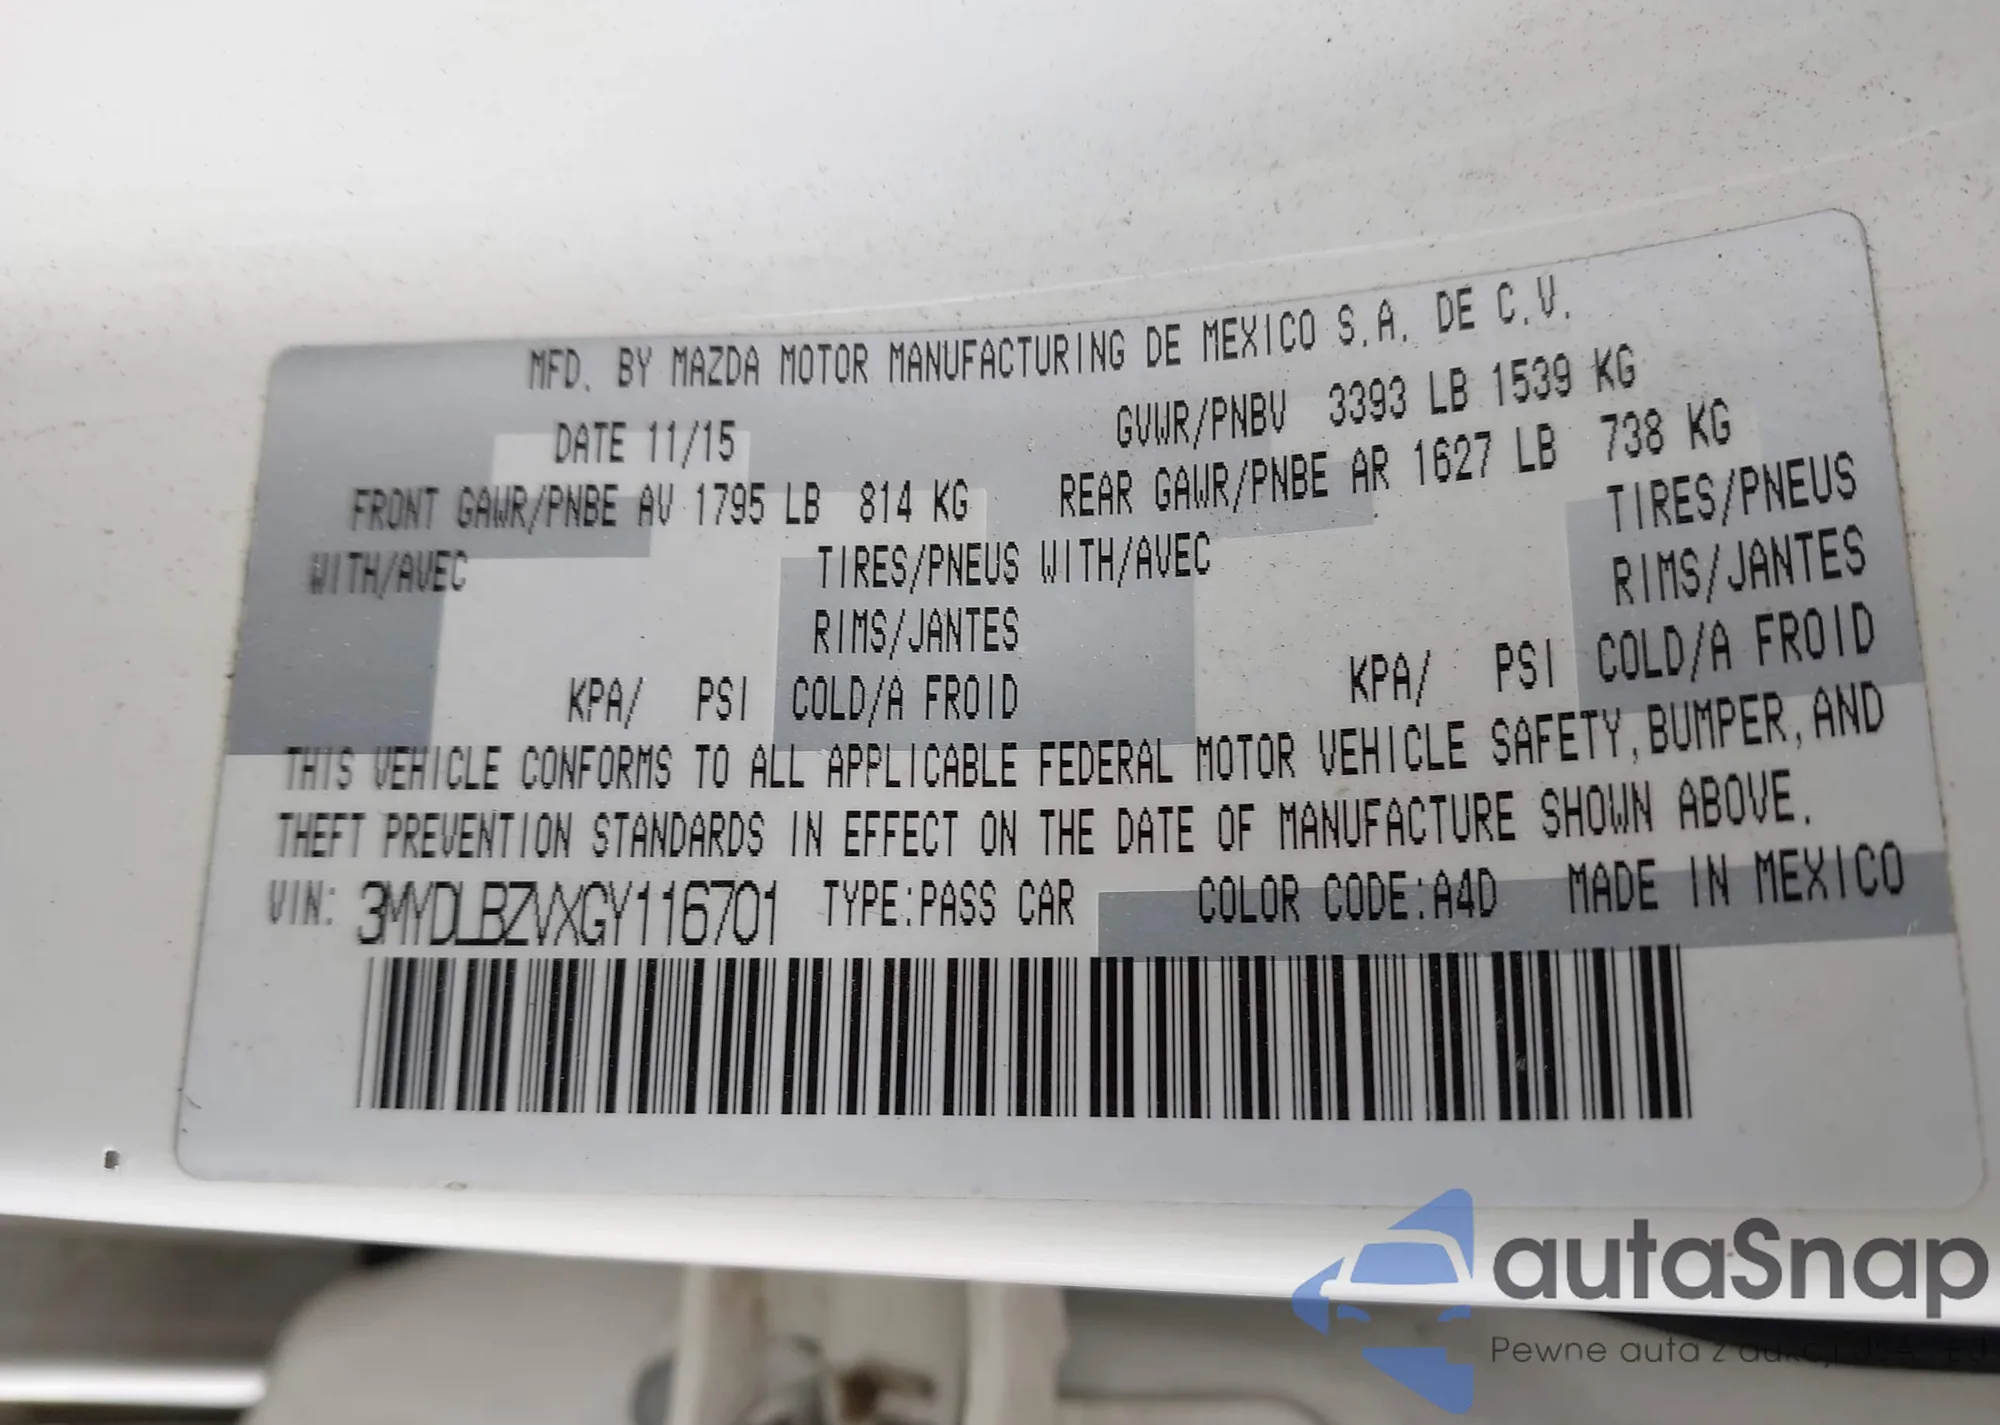 MFD. BY MAZDA MOTOR MANUFACTURING DE MEXICO S.A. DE C.V.
DATE 11/15 GVWR/PNBV 3393 LB 1539 KG
FRONT GAWR/PNBE AV 1795 LB 814 KG REAR GAWR/PNBE AR 1627 LB 738 KG
WITH/AVEC TIRES/PNEUS WITH/AVEC TIRES/PNEUS
RIMS/JANTES RIMS/JANTES
KPA/ PSI COLD/A FROID KPA/ PSI COLD/A FROID
THIS VEHICLE CONFORMS TO ALL APPLICABLE FEDERAL MOTOR VEHICLE SAFETY, BUMPER, AND
THEFT PREVENTION STANDARDS IN EFFECT ON THE DATE OF MANUFACTURE SHOWN ABOVE.
VIN: 3MYDLBZVXGY116701 TYPE:PASS CAR COLOR CODE:A4D MADE IN MEXICO
autaSnap
Pewne auta z aukcji